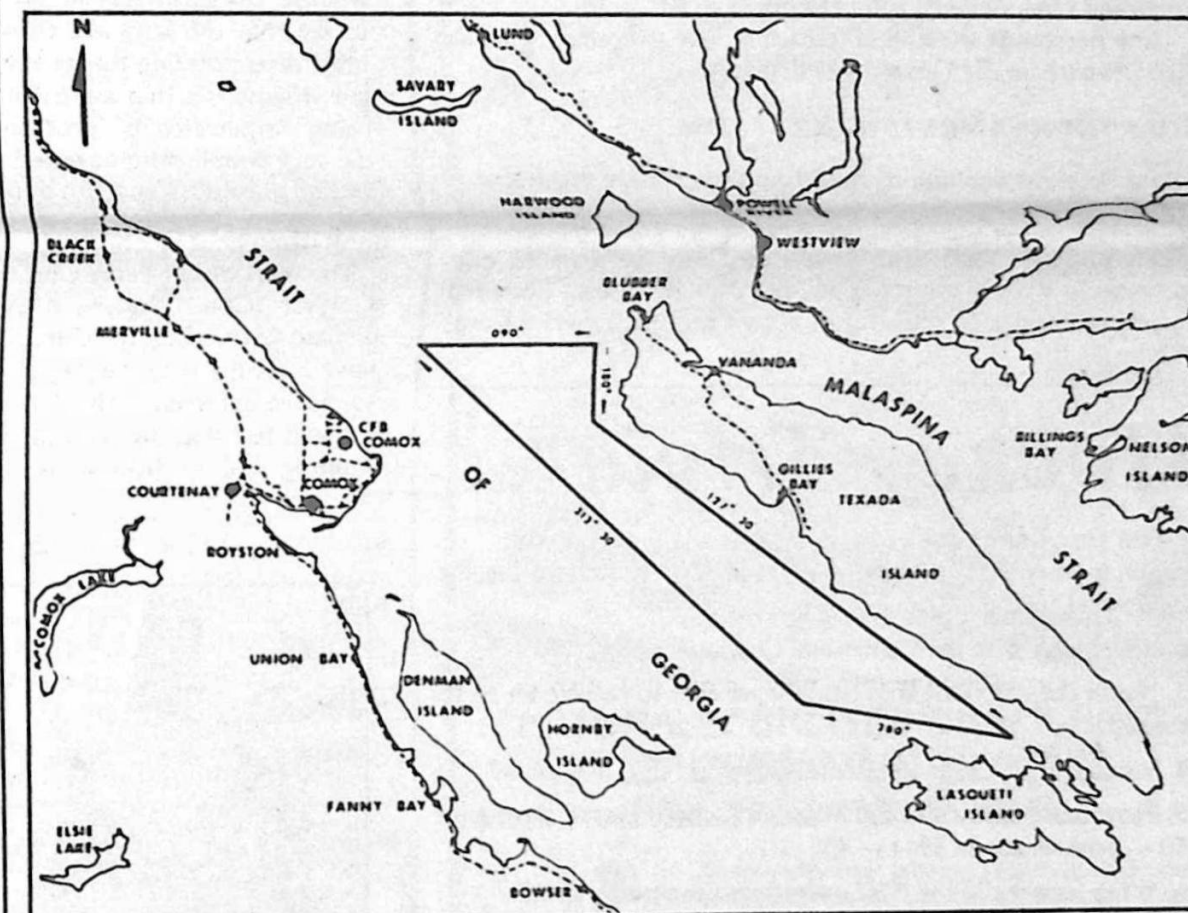 N
LUND
SAVARY
ISLAND
HARWOOD
ISLAND
POWELL
WESTVIEW
BLACK
CREEK
STRAIT
BLUBBER
BAY
MERVILLE
090°
180°
VANANDA
MALASPINA
CFB
COMOX
BILLINGS
BAY
NELSON
ISLAND
OF
GILLIES
BAY
TEXADA
COURTENAY
COMOX
313° 30
ROYSTON
ISLAND
STRAIT
COMOX LAKE
UNION BAY
DENMAN
ISLAND
GEORGIA
HORNBY
ISLAND
FANNY BAY
LASQUETI
ISLAND
ELSIE
LAKE
BOWSER